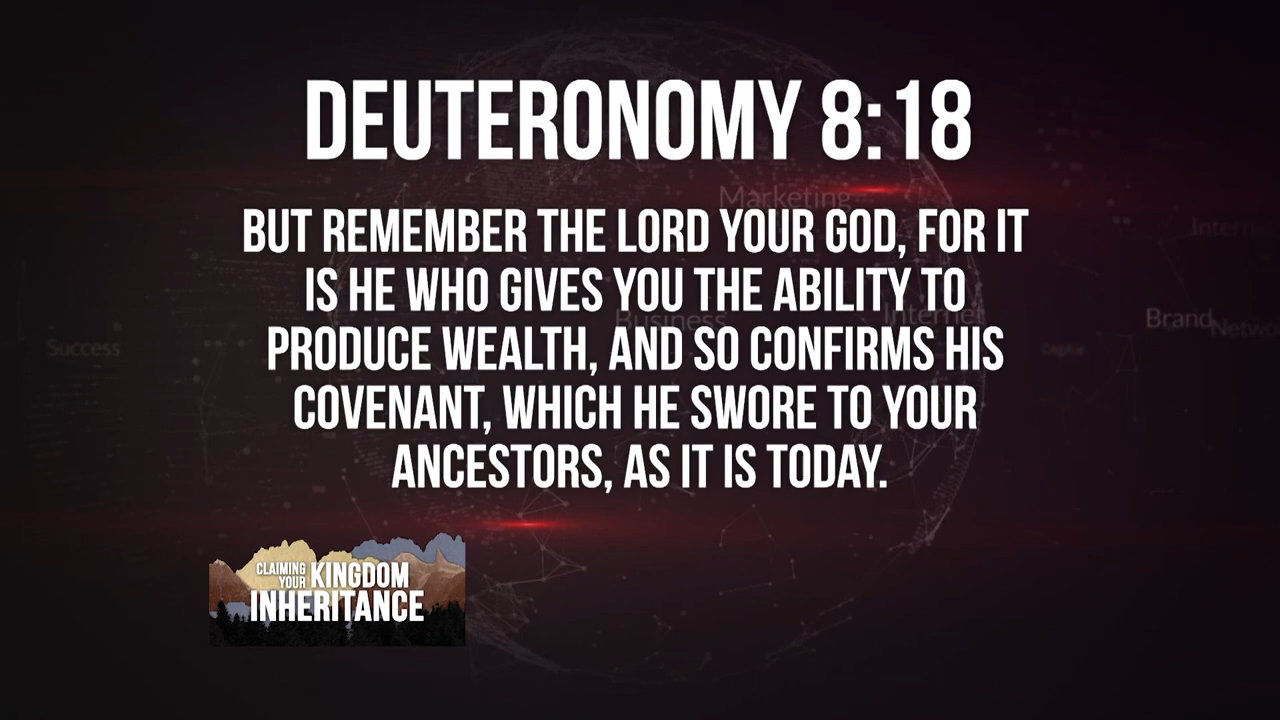 DEUTERONOMY 8:18
Marketing
BUT REMEMBER THE LORD YOUR GOD, FOR IT
IS HE WHO GIVES YOU THE ABILITY TO
PRODUCE WEALTH, AND SO CONFIRMS HIS
COVENANT, WHICH HE SWORE TO YOUR
ANCESTORS, AS IT IS TODAY.
Business
Internet
Brand
Success
CLAIMING
YOUR KINGDOM
INHERITANCE